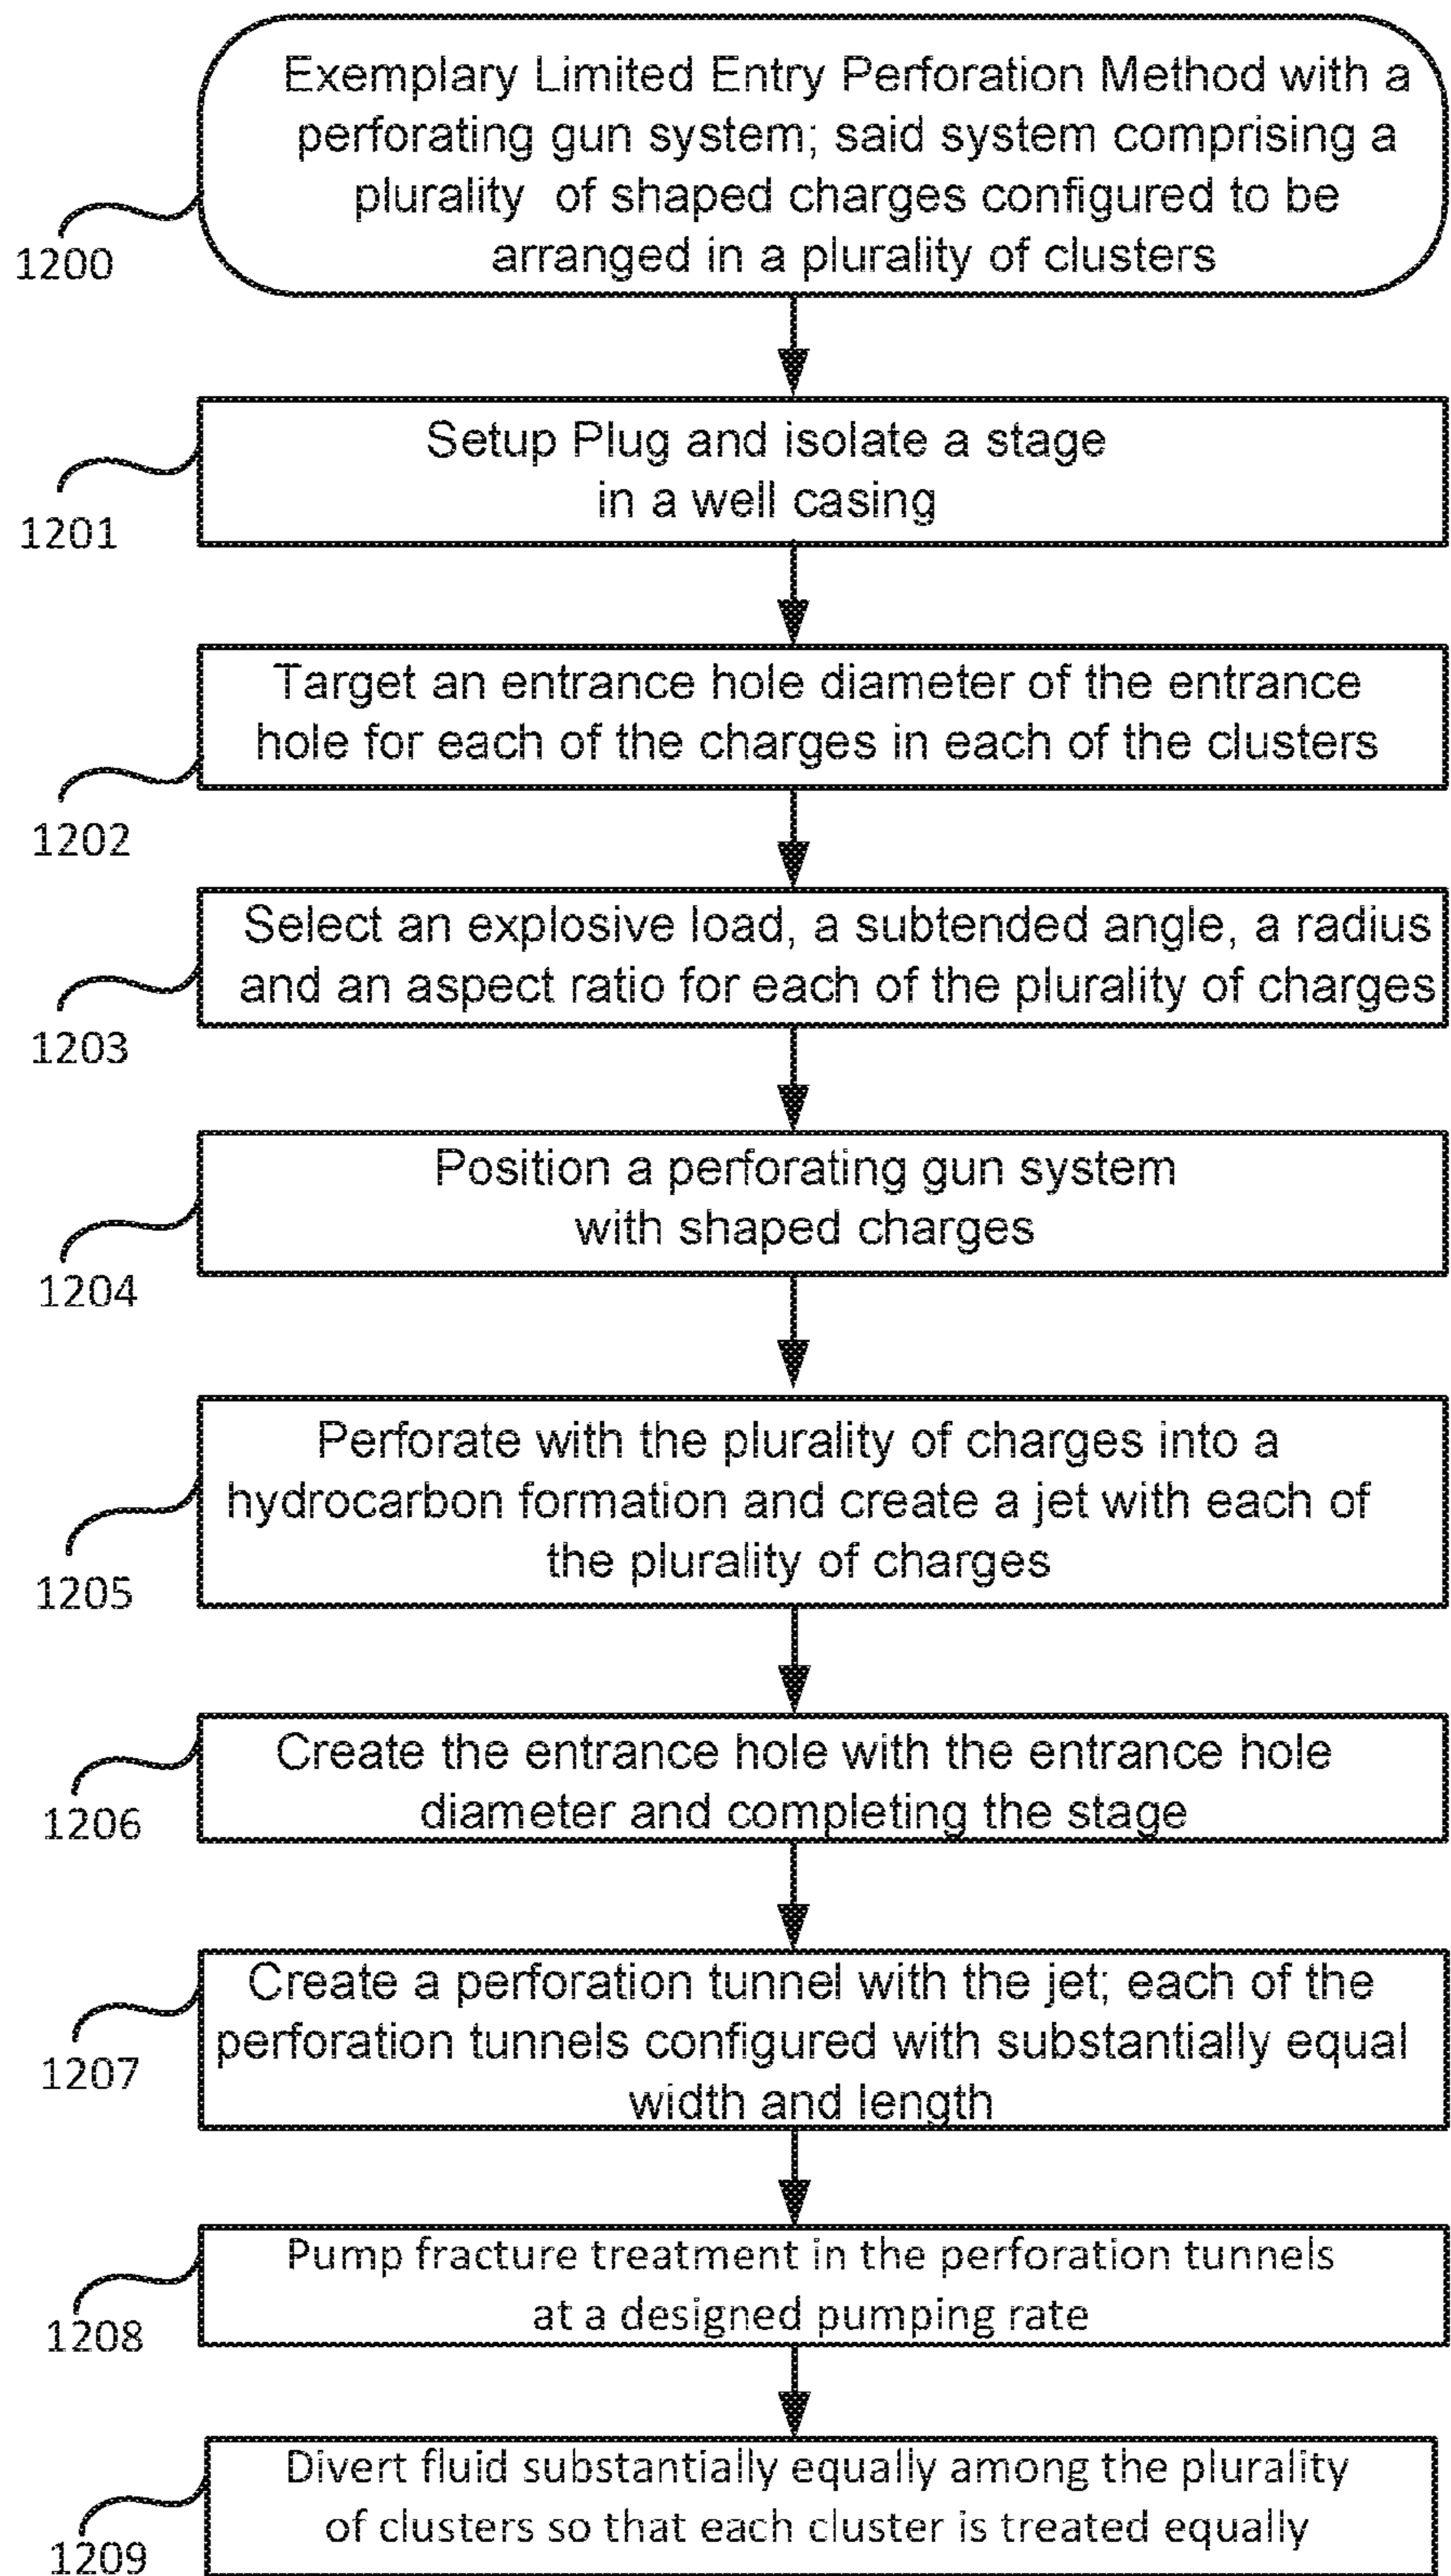 Exemplary Limited Entry Perforation Method with a
perforating gun system; said system comprising a
plurality of shaped charges configured to be
arranged in a plurality of clusters
1200
Setup Plug and isolate a stage
in a well casing
1201
Target an entrance hole diameter of the entrance
hole for each of the charges in each of the clusters
1202
Select an explosive load, a subtended angle, a radius
and an aspect ratio for each of the plurality of charges
1203
Position a perforating gun system
with shaped charges
1204
Perforate with the plurality of charges into a
hydrocarbon formation and create a jet with each of
the plurality of charges
1205
Create the entrance hole with the entrance hole
diameter and completing the stage
1206
Create a perforation tunnel with the jet; each of the
perforation tunnels configured with substantially equal
width and length
1207
Pump fracture treatment in the perforation tunnels
at a designed pumping rate
1208
Divert fluid substantially equally among the plurality
of clusters so that each cluster is treated equally
1209